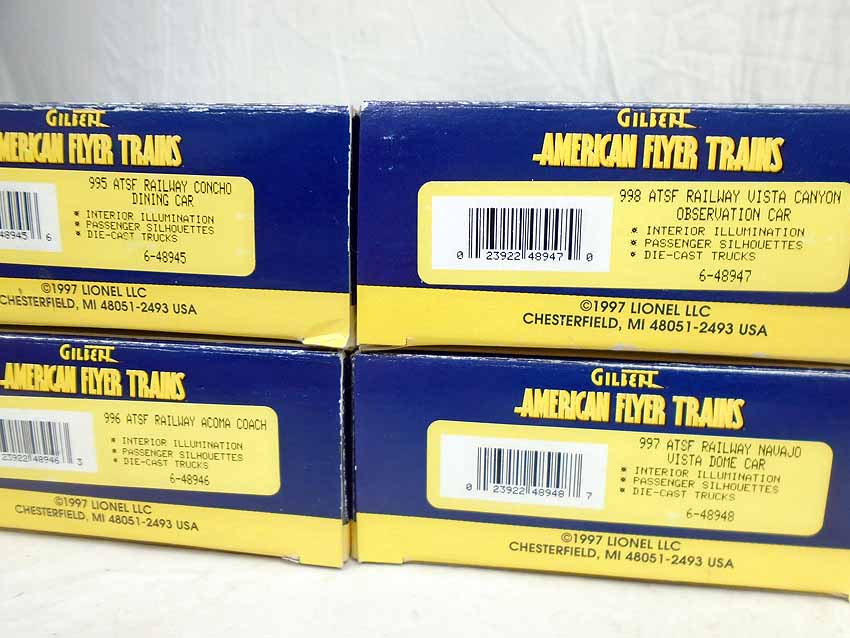 GILBERT
AMERICAN FLYER TRAINS
995 ATSF RAILWAY CONCHO
DINING CAR
* INTERIOR ILLUMINATION
* PASSENGER SILHOUETTES
* DIE-CAST TRUCKS
48945 6
6-48945
©1997 LIONEL LLC
CHESTERFIELD, MI 48051-2493 USA
GILBERT
AMERICAN FLYER TRAINS
998 ATSF RAILWAY VISTA CANYON
OBSERVATION CAR
* INTERIOR ILLUMINATION
* PASSENGER SILHOUETTES
* DIE-CAST TRUCKS
0 23922 48947 0
6-48947
©1997 LIONEL LLC
CHESTERFIELD, MI 48051-2493 USA
GILBERT
AMERICAN FLYER TRAINS
996 ATSF RAILWAY ACOMA COACH
* INTERIOR ILLUMINATION
* PASSENGER SILHOUETTES
* DIE-CAST TRUCKS
23922 48946 3
6-48946
©1997 LIONEL LLC
CHESTERFIELD, MI 48051-2493 USA
GILBERT
AMERICAN FLYER TRAINS
997 ATSF RAILWAY NAVAJO
VISTA DOME CAR
* INTERIOR ILLUMINATION
* PASSENGER SILHOUETTES
* DIE-CAST TRUCKS
0 23922 48948 7
6-48948
©1997 LIONEL LLC
CHESTERFIELD, MI 48051-2493 USA